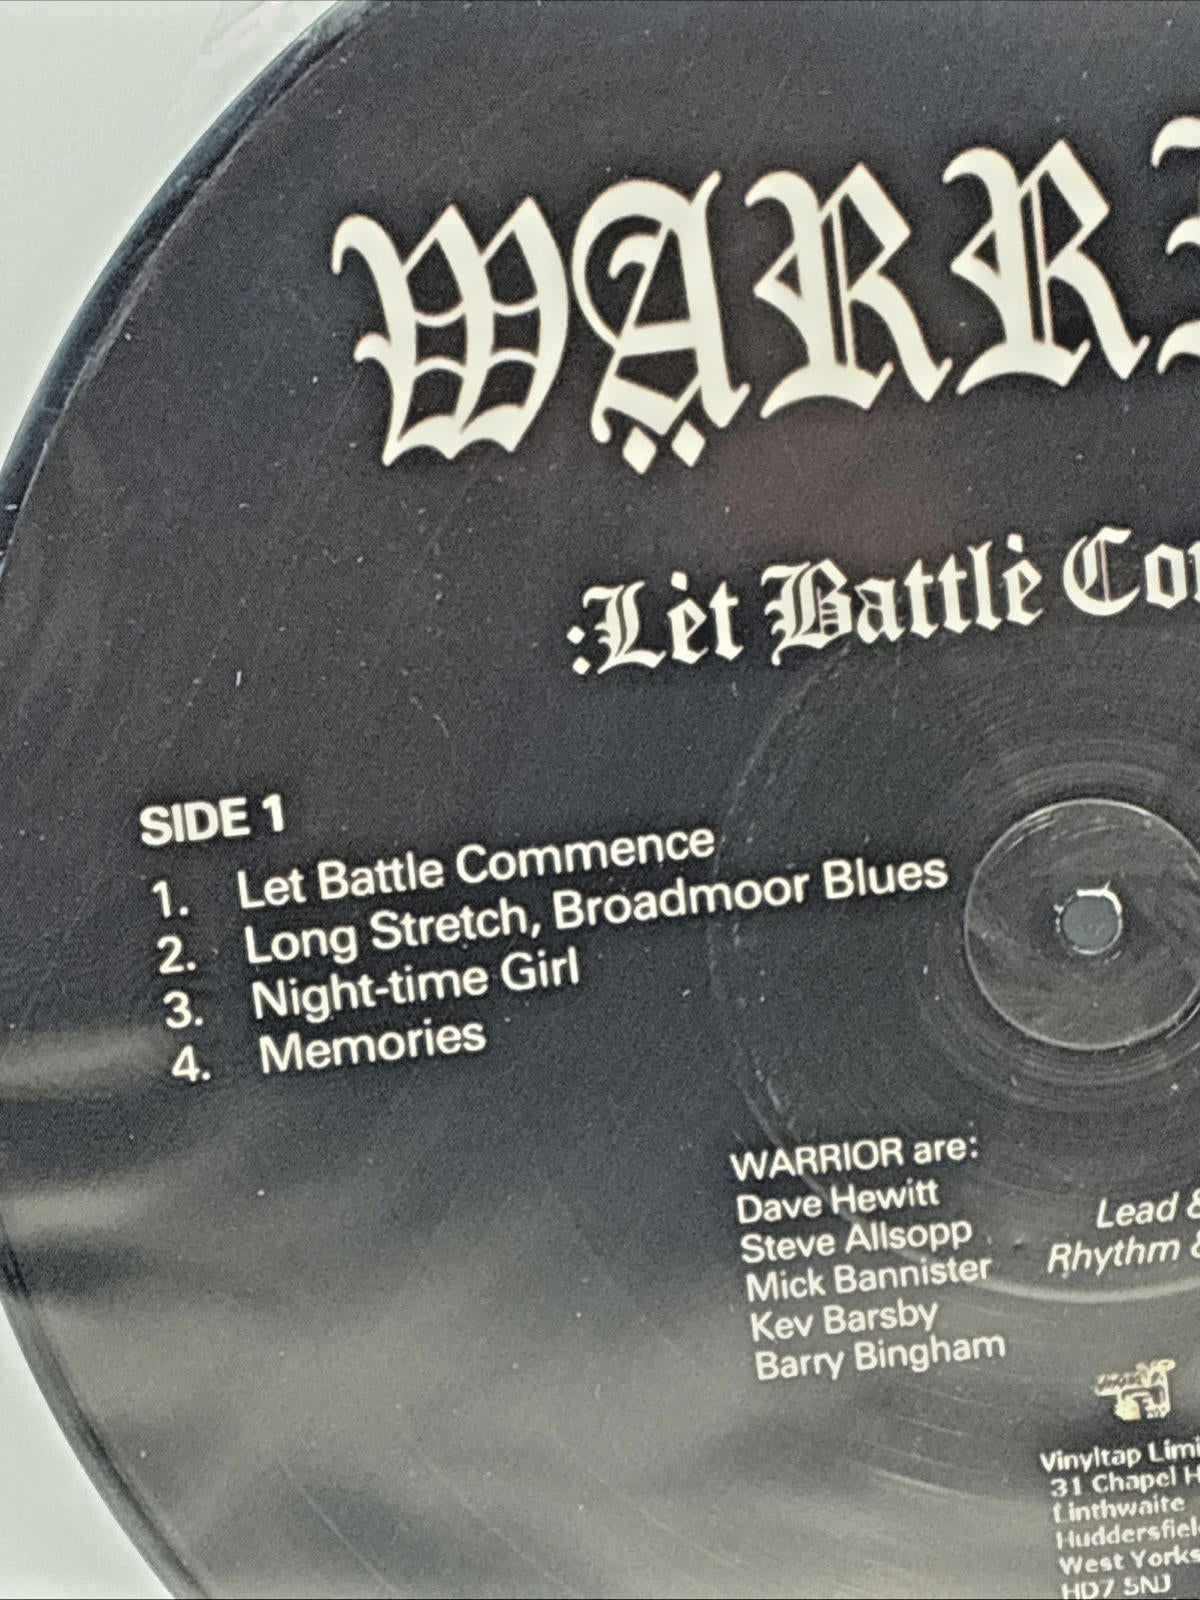 WARR
:Lėt Battlė Co
SIDE 1
1. Let Battle Commence
2. Long Stretch, Broadmoor Blues
3. Night-time Girl
4. Memories
WARRIOR are:
Dave Hewitt Lead &
Steve Allsopp Rhythm &
Mick Bannister
Kev Barsby
Barry Bingham
Vinyltap Limi
31 Chapel H
Linthwaite
Huddersfiel
West Yorks
HD7 5NJ